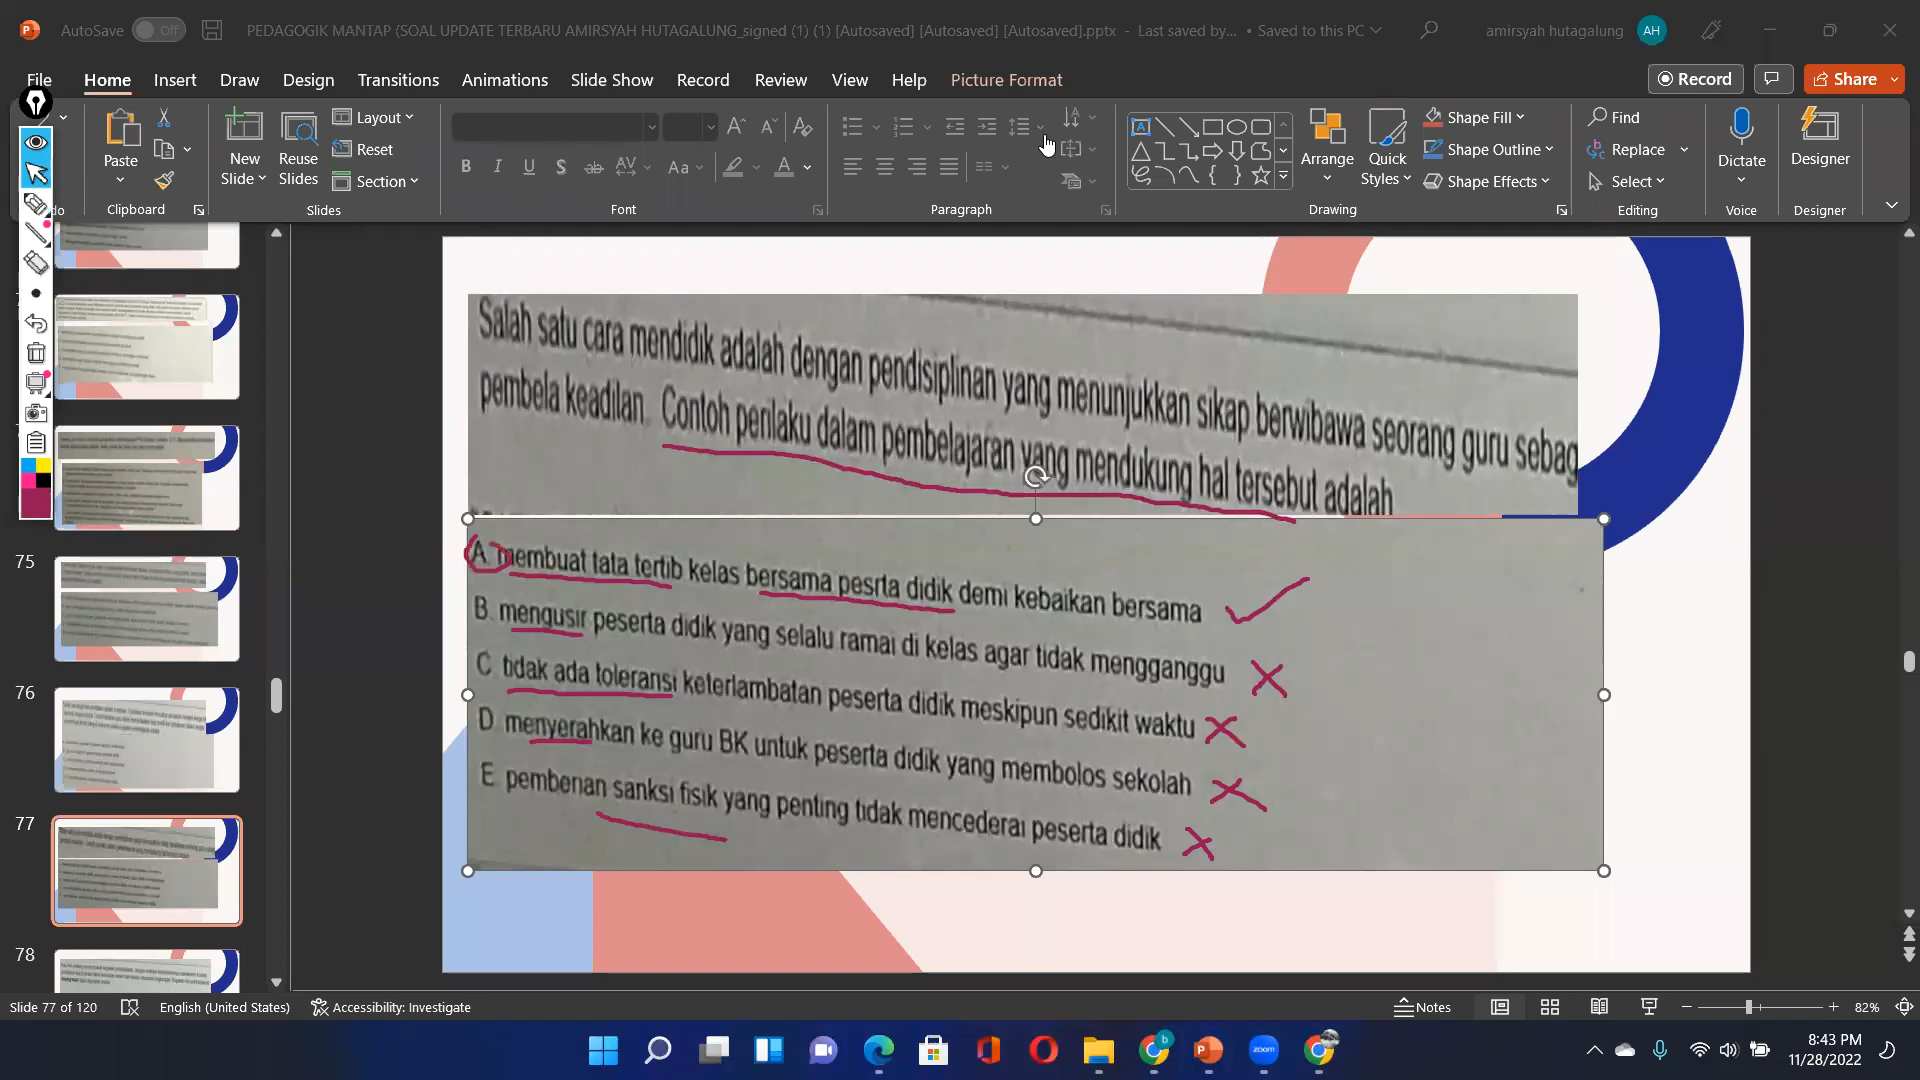 AutoSave
Off
PEDAGOGIK MANTAP (SOAL UPDATE TERBARU AMIRSYAH HUTAGALUNG_signed (1) (1) [Autosaved] [Autosaved] [Autosaved].pptx - Last saved by... • Saved to this PC
amirsyah hutagalung
AH
File Home Insert Draw Design Transitions Animations Slide Show Record Review View Help Picture Format
Record
Share
Paste
Clipboard
New Slide
Reuse Slides
Layout
Reset
Section
Slides
Font
Paragraph
Arrange
Quick Styles
Shape Fill
Shape Outline
Shape Effects
Drawing
Find
Replace
Select
Editing
Dictate
Voice
Designer
Designer
75
76
77
78
Salah satu cara mendidik adalah dengan pendisiplinan yang menunjukkan sikap berwibawa seorang guru sebag
pembela keadilan. Contoh perilaku dalam pembelajaran yang mendukung hal tersebut adalah
A. membuat tata tertib kelas bersama pesrta didik demi kebaikan bersama
B. mengusir peserta didik yang selalu ramai di kelas agar tidak mengganggu
C. tidak ada toleransi keterlambatan peserta didik meskipun sedikit waktu
D. menyerahkan ke guru BK untuk peserta didik yang membolos sekolah
E. pemberian sanksi fisik yang penting tidak mencederai peserta didik
Slide 77 of 120
English (United States)
Accessibility: Investigate
Notes
82%
zoom
8:43 PM
11/28/2022